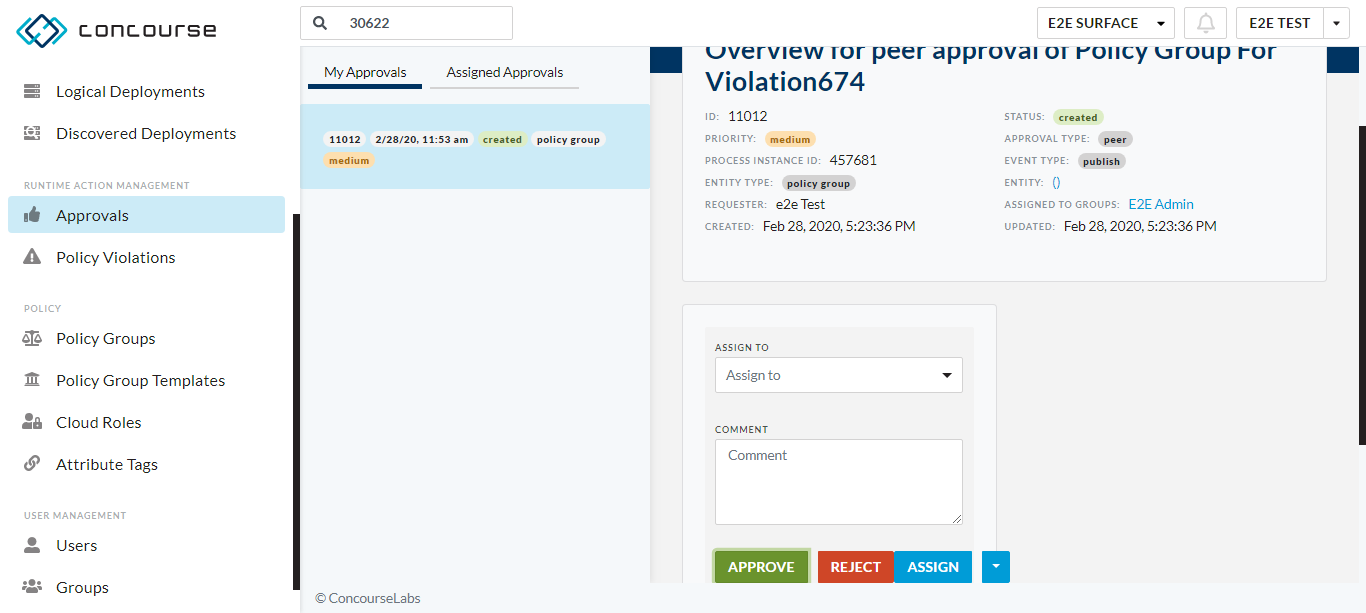 concourse
30622
E2E SURFACE
E2E TEST
Logical Deployments
Discovered Deployments
RUNTIME ACTION MANAGEMENT
Approvals
Policy Violations
POLICY
Policy Groups
Policy Group Templates
Cloud Roles
Attribute Tags
USER MANAGEMENT
Users
Groups
My Approvals
Assigned Approvals
11012 2/28/20, 11:53 am created policy group
medium
Overview for peer approval of Policy Group For
Violation674
ID: 11012
PRIORITY: medium
PROCESS INSTANCE ID: 457681
ENTITY TYPE: policy group
REQUESTER: e2e Test
CREATED: Feb 28, 2020, 5:23:36 PM
STATUS: created
APPROVAL TYPE: peer
EVENT TYPE: publish
ENTITY: ()
ASSIGNED TO GROUPS: E2E Admin
UPDATED: Feb 28, 2020, 5:23:36 PM
ASSIGN TO
Assign to
COMMENT
Comment
APPROVE
REJECT
ASSIGN
© ConcourseLabs